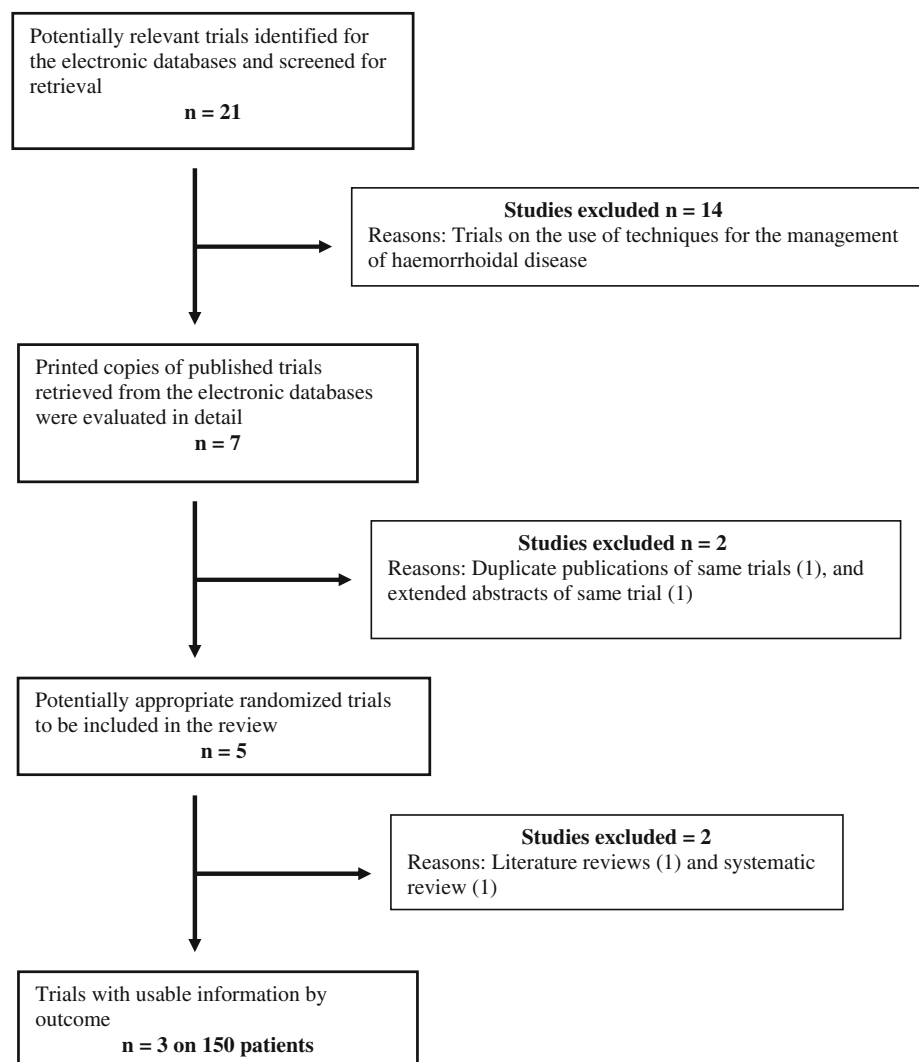 Potentially relevant trials identified for
the electronic databases and screened for
retrieval
n = 21
Studies excluded n = 14
Reasons: Trials on the use of techniques for the management
of haemorrhoidal disease
Printed copies of published trials
retrieved from the electronic databases
were evaluated in detail
n = 7
Studies excluded n = 2
Reasons: Duplicate publications of same trials (1), and
extended abstracts of same trial (1)
Potentially appropriate randomized trials
to be included in the review
n = 5
Studies excluded = 2
Reasons: Literature reviews (1) and systematic
review (1)
Trials with usable information by
outcome
n = 3 on 150 patients